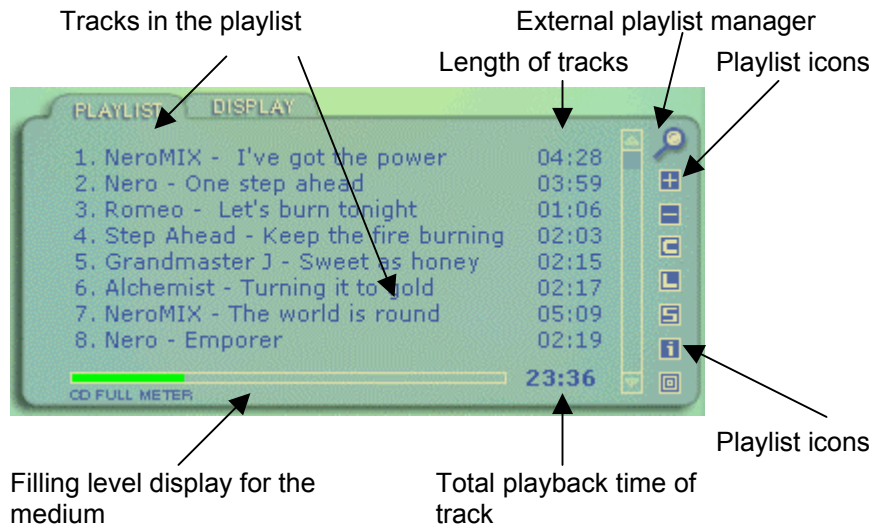 Tracks in the playlist
External playlist manager
Length of tracks
Playlist icons
PLAYLIST
DISPLAY
1. NeroMIX - I've got the power 04:28
2. Nero - One step ahead 03:59
3. Romeo - Let's burn tonight 01:06
4. Step Ahead - Keep the fire burning 02:03
5. Grandmaster J - Sweet as honey 02:15
6. Alchemist - Turning it to gold 02:17
7. NeroMIX - The world is round 05:09
8. Nero - Emporer 02:19
C
L
S
i
23:36
CD FULL METER
Playlist icons
Filling level display for the
medium
Total playback time of
track